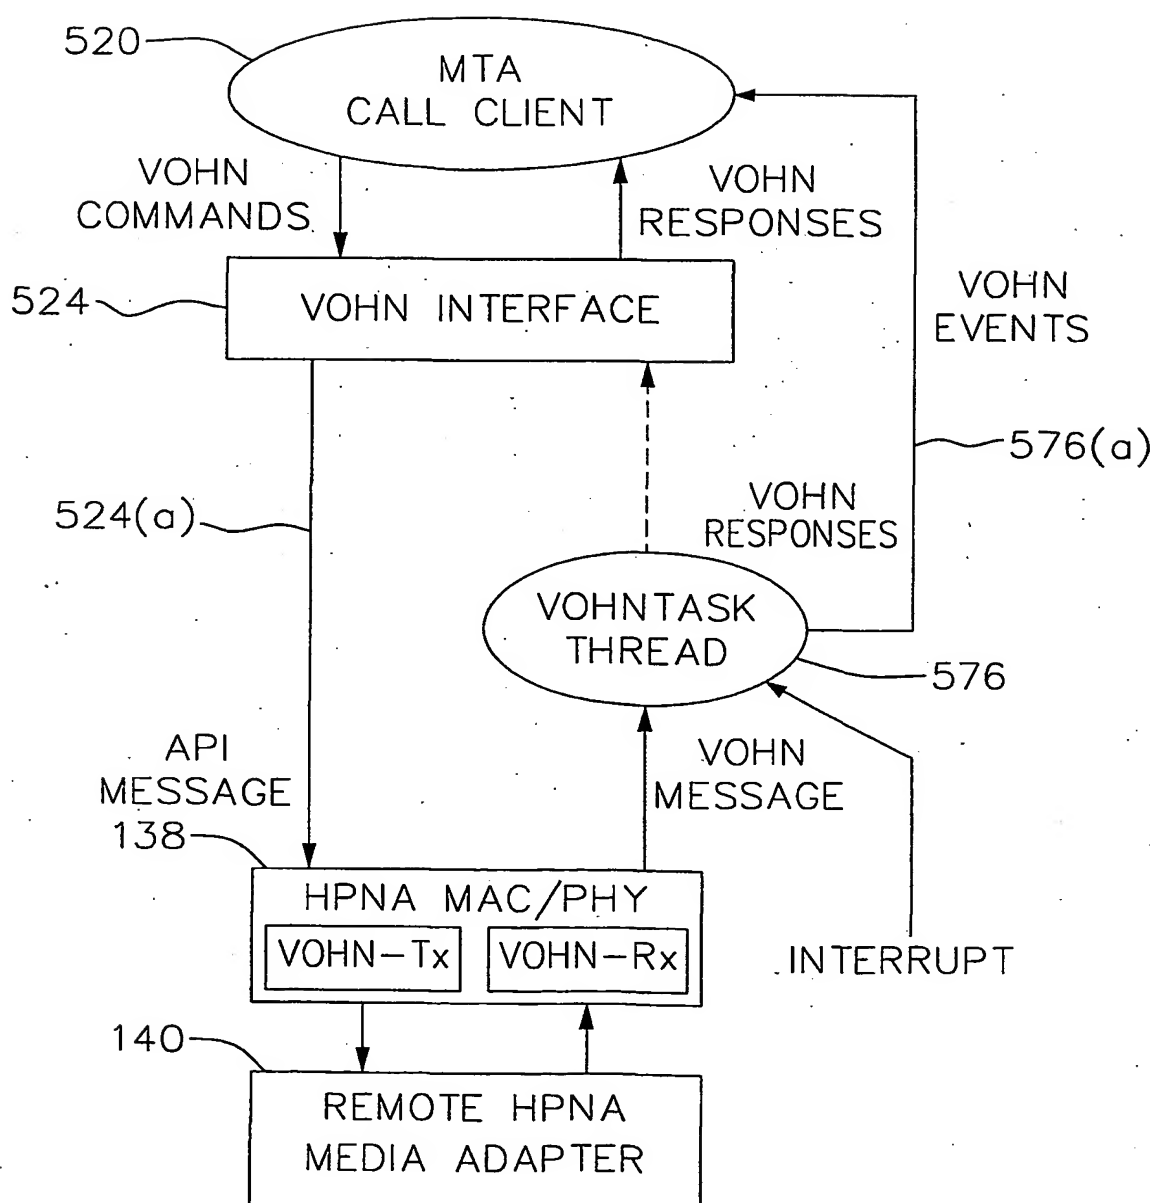 520
MTA
CALL CLIENT
VOHN
COMMANDS
VOHN
RESPONSES
524
VOHN INTERFACE
VOHN
EVENTS
576(a)
524(a)
VOHN
RESPONSES
VOHNTASK
THREAD
576
API
MESSAGE
VOHN
MESSAGE
138
HPNA MAC/PHY
VOHN-Tx
VOHN-Rx
INTERRUPT
140
REMOTE HPNA
MEDIA ADAPTER